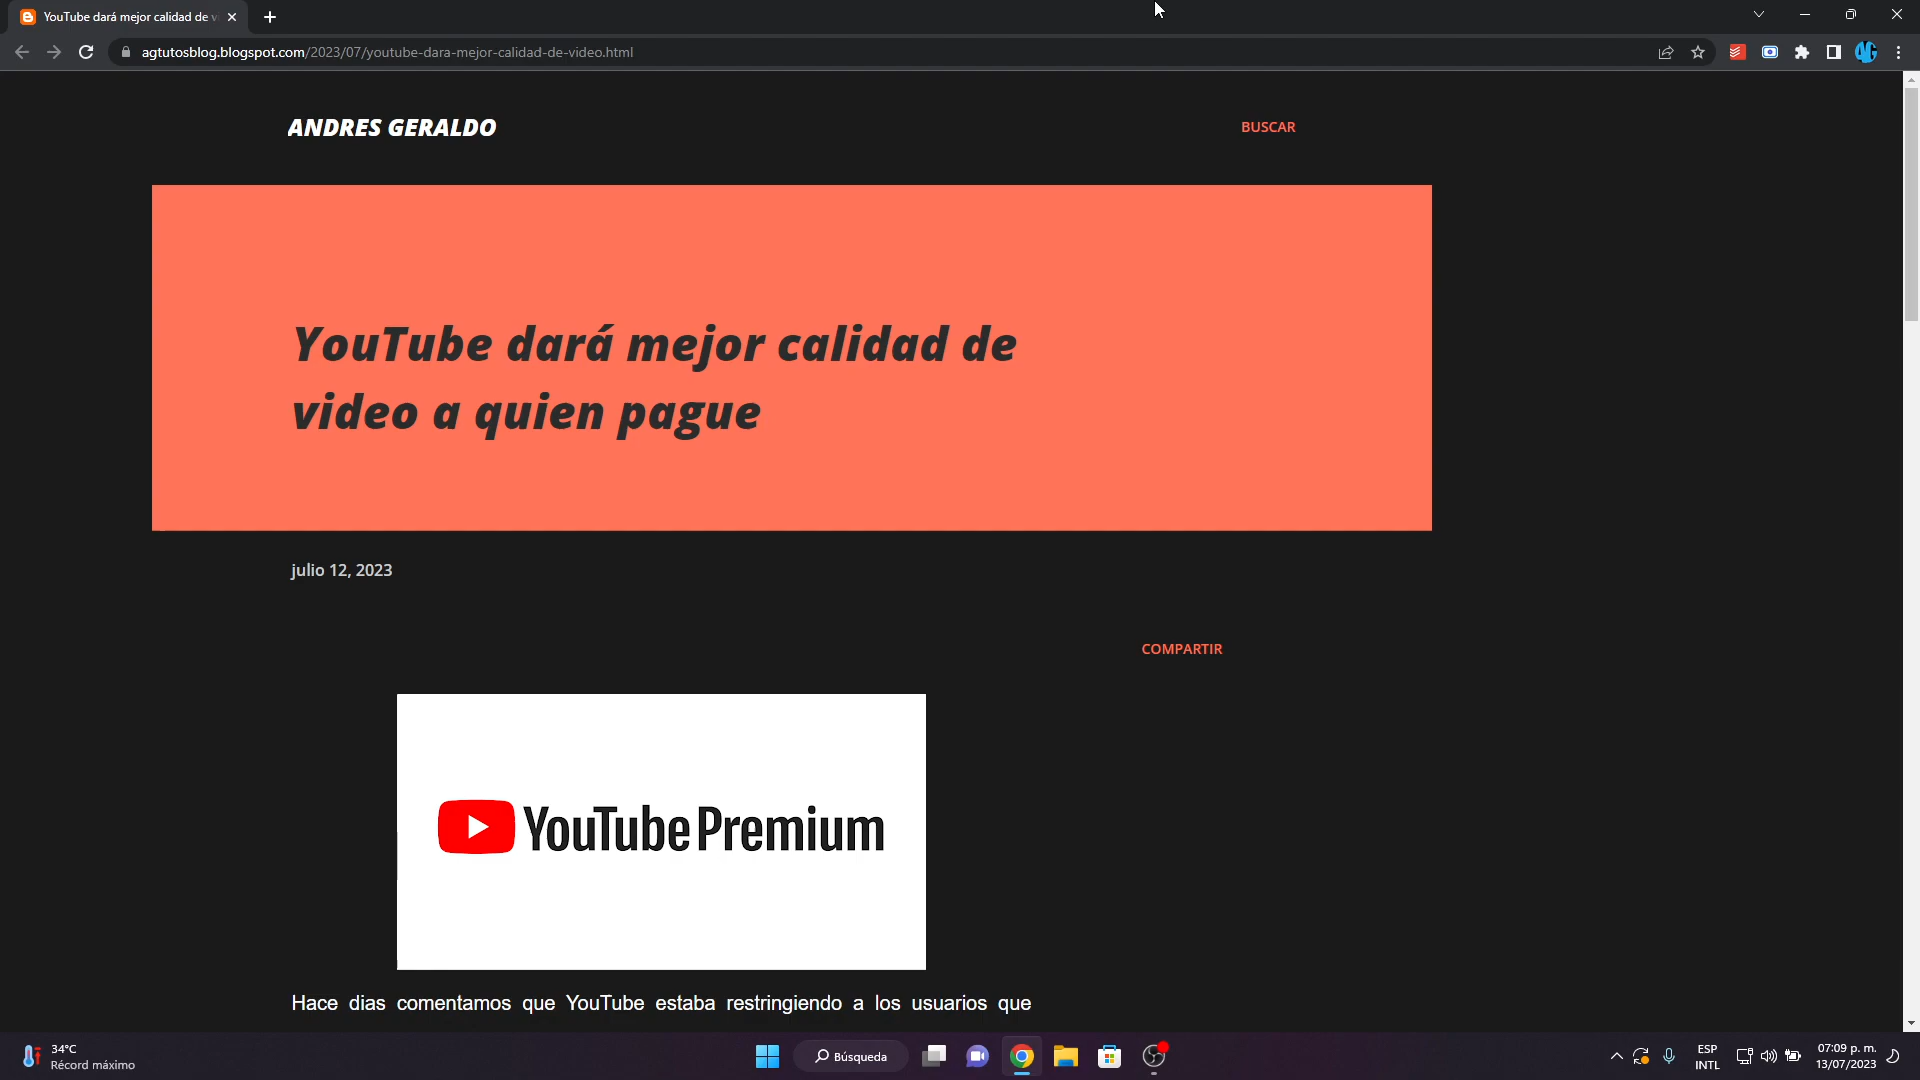 YouTube dará mejor calidad de v
agtutosblog.blogspot.com/2023/07/youtube-dara-mejor-calidad-de-video.html
ANDRES GERALDO
BUSCAR
YouTube dará mejor calidad de
video a quien pague
julio 12, 2023
COMPARTIR
YouTube Premium
Hace dias comentamos que YouTube estaba restringiendo a los usuarios que
34°C
Récord máximo
Búsqueda
ESP
INTL
07:09 p. m.
13/07/2023